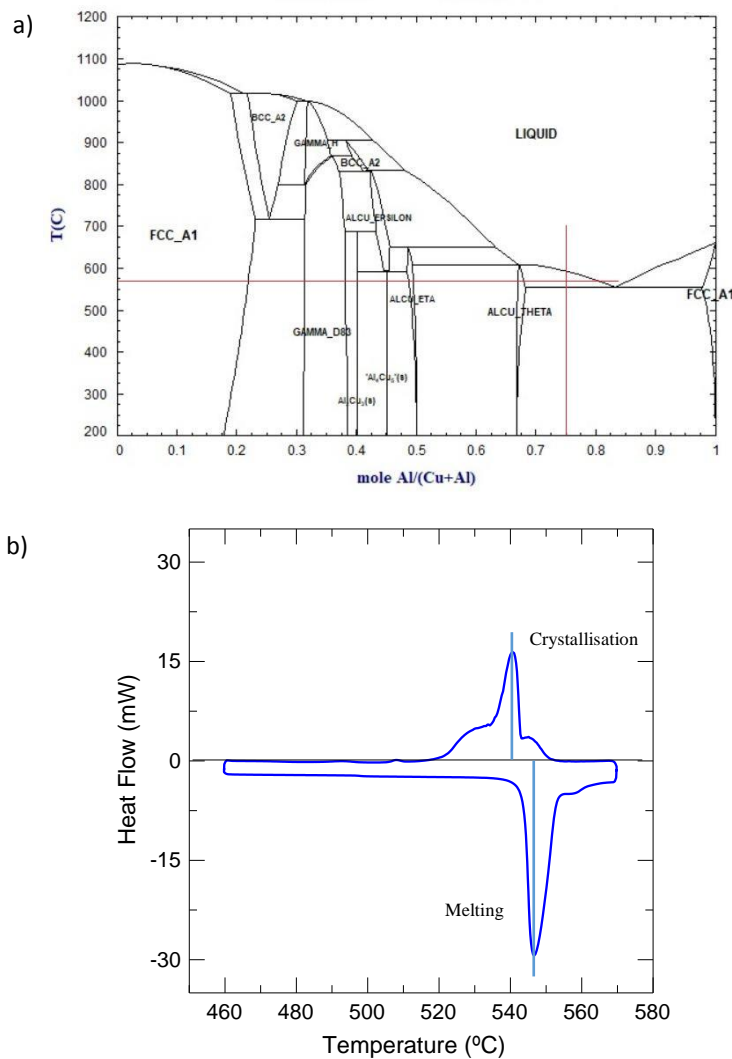 a)
1200
1100
1000
900
800
700
600
500
400
300
200
T(C)
BCC_A2
GAMMA_H
BCC_A2
LIQUID
FCC_A1
ALCU_EPSILON
FCC_A1
ALCU_ETA
ALCU_THETA
GAMMA_D83
0 0.1 0.2 0.3 0.4 0.5 0.6 0.7 0.8 0.9 1
mole Al/(Cu+Al)
b)
30
15
0
-15
-30
Heat Flow (mW)
Crystallisation
Melting
460 480 500 520 540 560 580
Temperature (ºC)